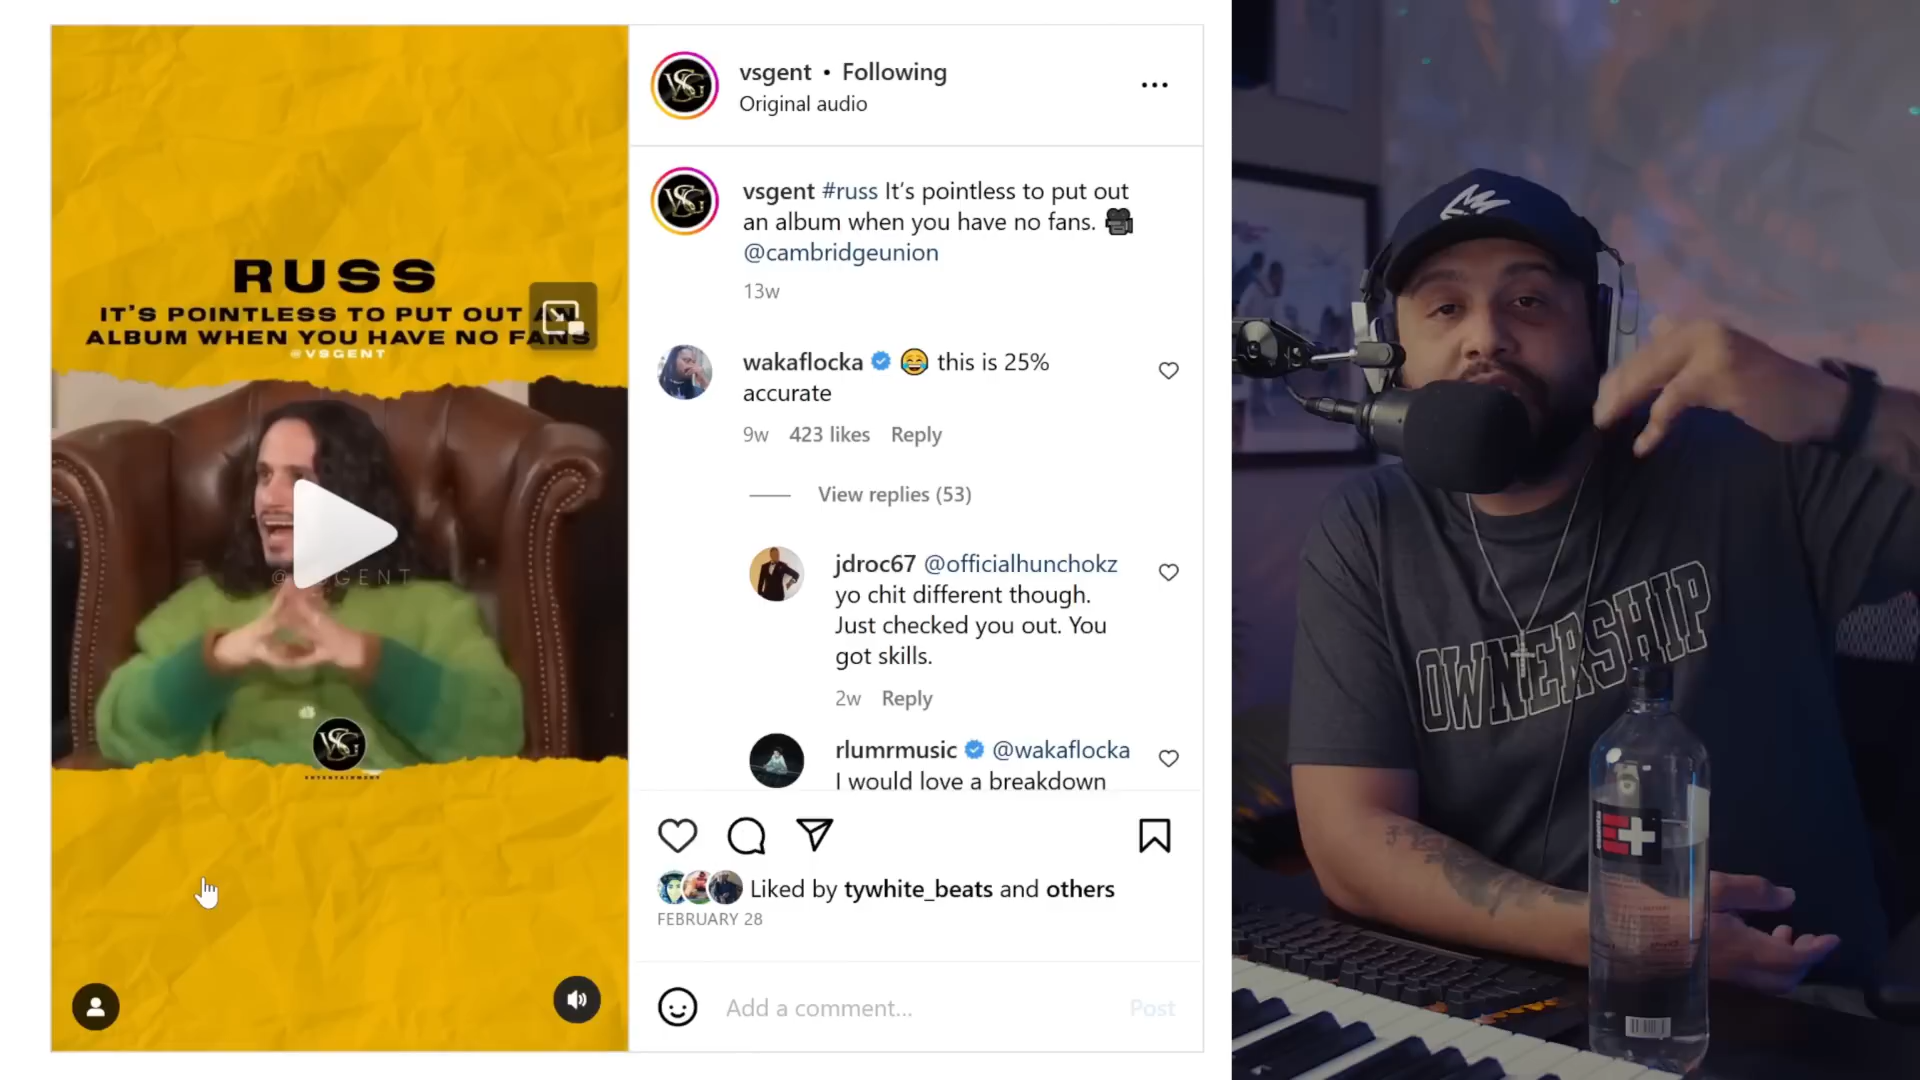 RUSS
IT'S POINTLESS TO PUT OUT AN
ALBUM WHEN YOU HAVE NO FANS
@VSGENT
@VSGENT
VSG
vsgent • Following
Original audio
vsgent #russ It's pointless to put out
an album when you have no fans.
@cambridgeunion
13w
wakaflocka this is 25%
accurate
9w 423 likes Reply
View replies (53)
jdroc67 @officialhunchokz
yo chit different though.
Just checked you out. You
got skills.
2w Reply
rlumrmusic @wakaflocka
I would love a breakdown
Liked by tywhite_beats and others
FEBRUARY 28
Add a comment...
Post
OWNERSHIP
E+